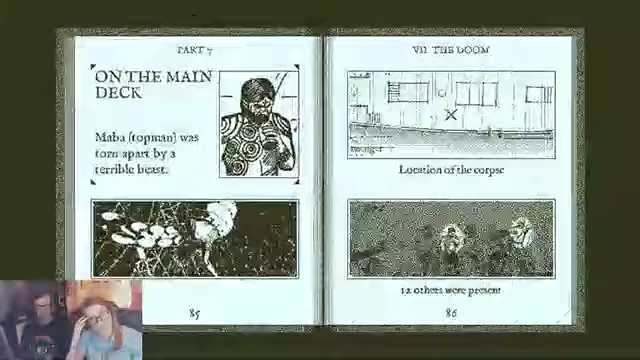 PART 7
ON THE MAIN
DECK
Maba (topman) was
torn apart by a
terrible beast.
85
VII THE DOOM
Location of the corpse
12 others were present
86